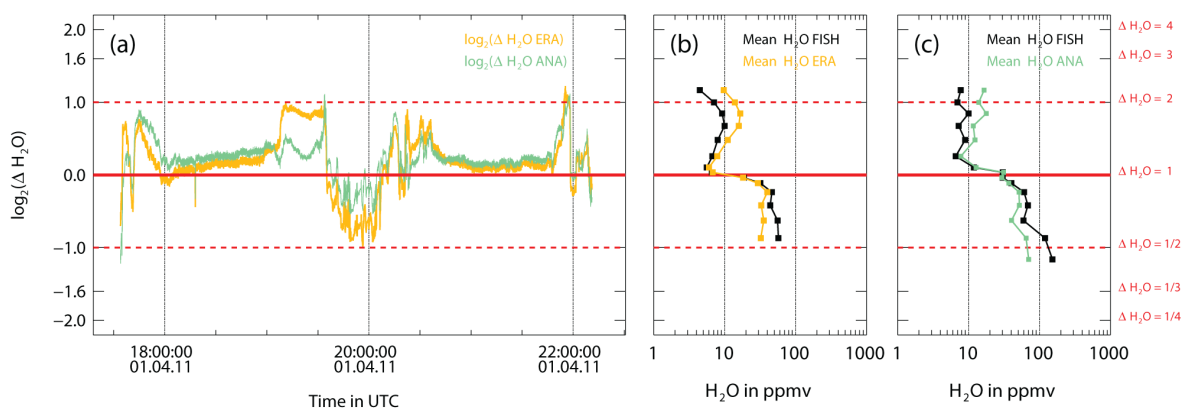 (a)
log₂(Δ H₂O ERA)
log₂(Δ H₂O ANA)
2.0
1.6
1.0
0.0
-1.0
-1.6
-2.0
log₂(Δ H₂O)
18:00:00
01.04.11
20:00:00
01.04.11
22:00:00
01.04.11
Time in UTC
(b)
Mean H₂O FISH
Mean H₂O ERA
1
10
100
1000
H₂O in ppmv
(c)
Mean H₂O FISH
Mean H₂O ANA
1
10
100
1000
H₂O in ppmv
Δ H₂O = 4
Δ H₂O = 3
Δ H₂O = 2
Δ H₂O = 1
Δ H₂O = 1/2
Δ H₂O = 1/3
Δ H₂O = 1/4